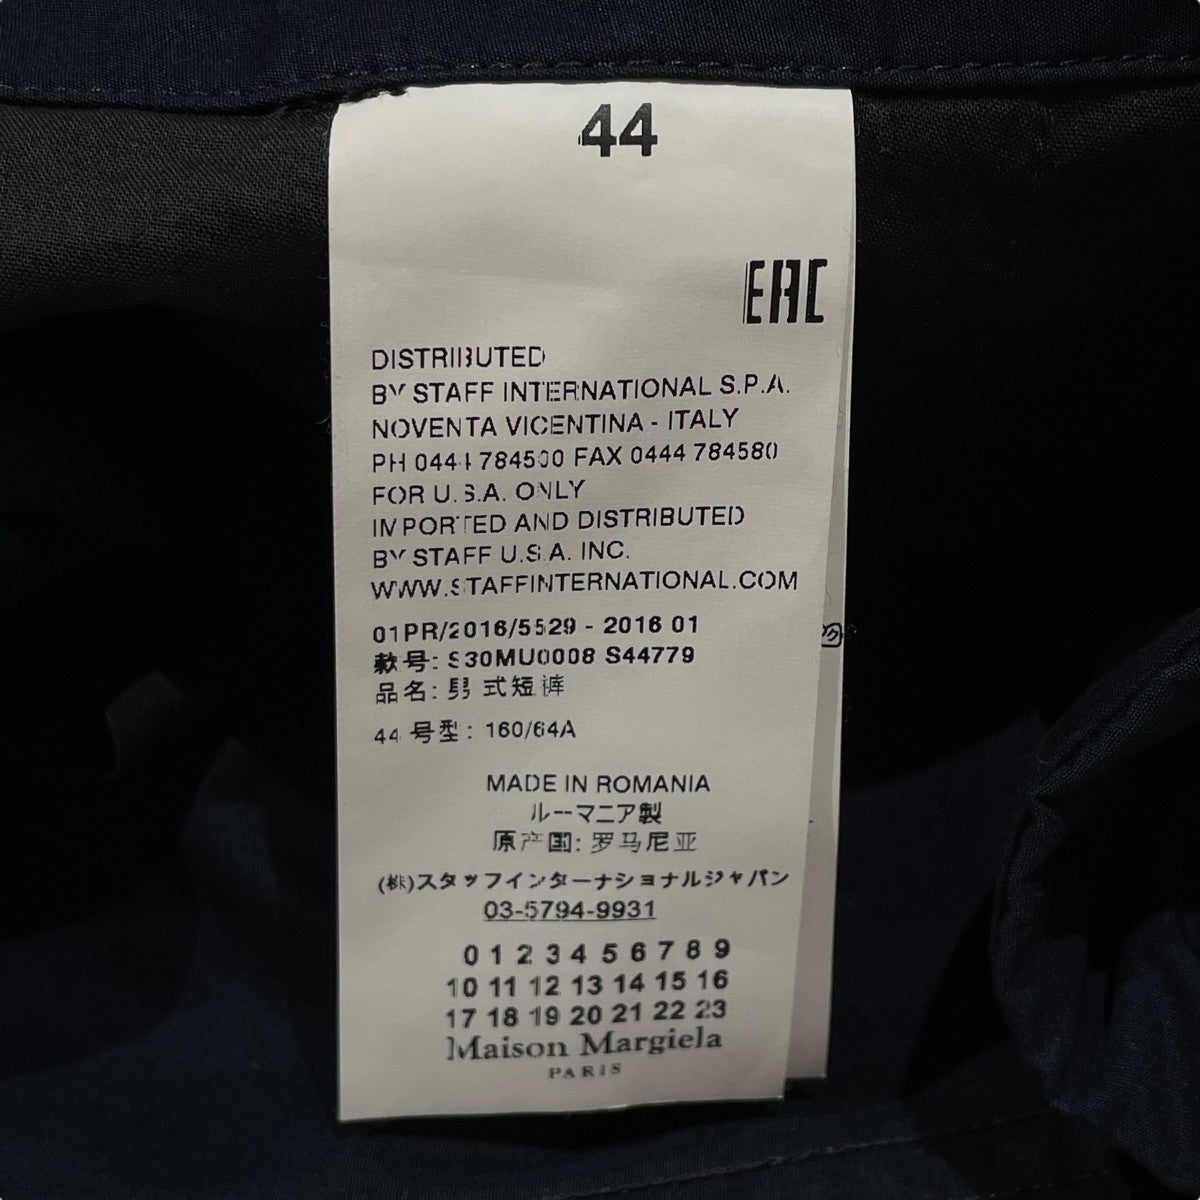 44
EAC
DISTRIBUTED
BY STAFF INTERNATIONAL S.P.A.
NOVENTA VICENTINA - ITALY
PH 0444 784500 FAX 0444 784580
FOR U.S.A. ONLY
IMPORTED AND DISTRIBUTED
BY STAFF U.S.A. INC.
WWW.STAFFINTERNATIONAL.COM
01PR/2016/5529 - 2016 01
款号: S30MU0008 S44779
品名: 男式短裤
44 号型: 160/64A
MADE IN ROMANIA
ルーマニア製
原产国: 罗马尼亚
(株)スタッフインターナショナルジャパン
03-5794-9931
0 1 2 3 4 5 6 7 8 9
10 11 12 13 14 15 16
17 18 19 20 21 22 23
Maison Margiela
PARIS